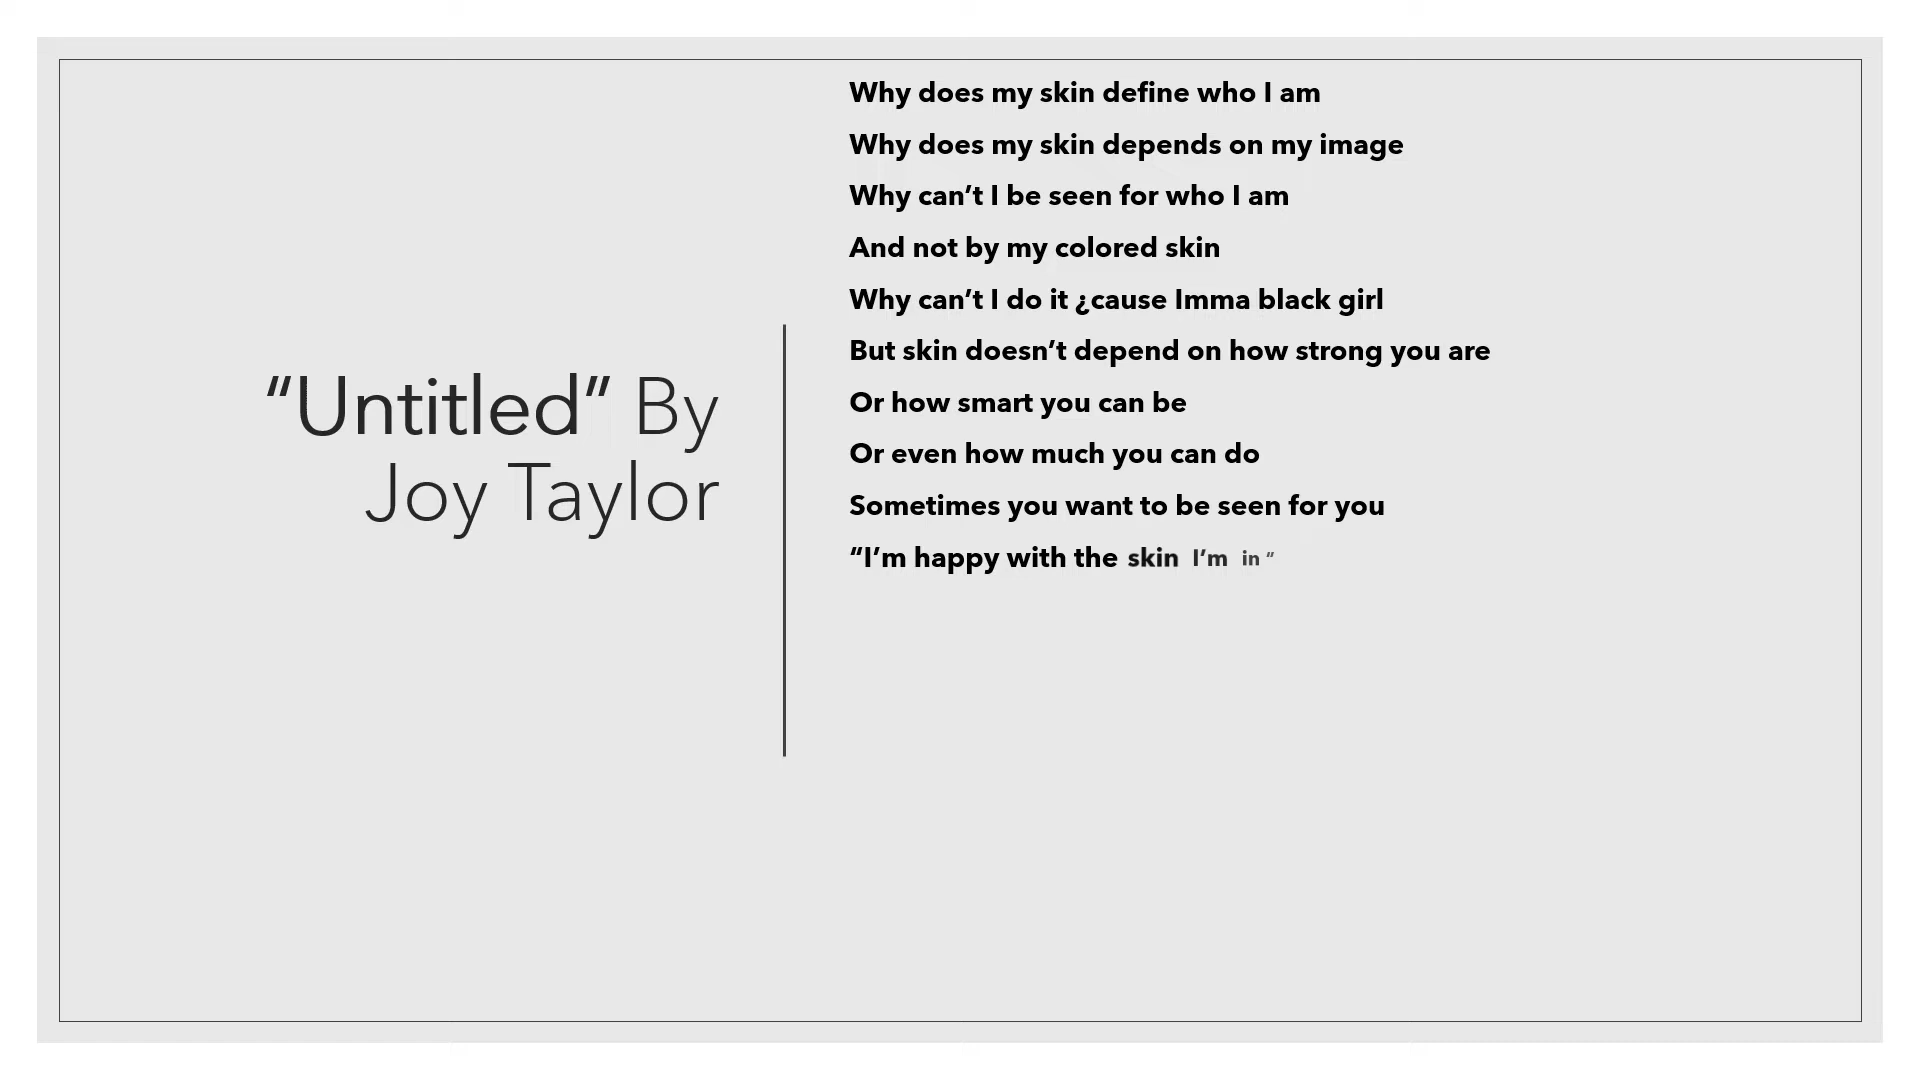 “Untitled” By
Joy Taylor
Why does my skin define who I am
Why does my skin depends on my image
Why can’t I be seen for who I am
And not by my colored skin
Why can’t I do it ¿cause Imma black girl
But skin doesn’t depend on how strong you are
Or how smart you can be
Or even how much you can do
Sometimes you want to be seen for you
“I’m happy with the skin I’m in “